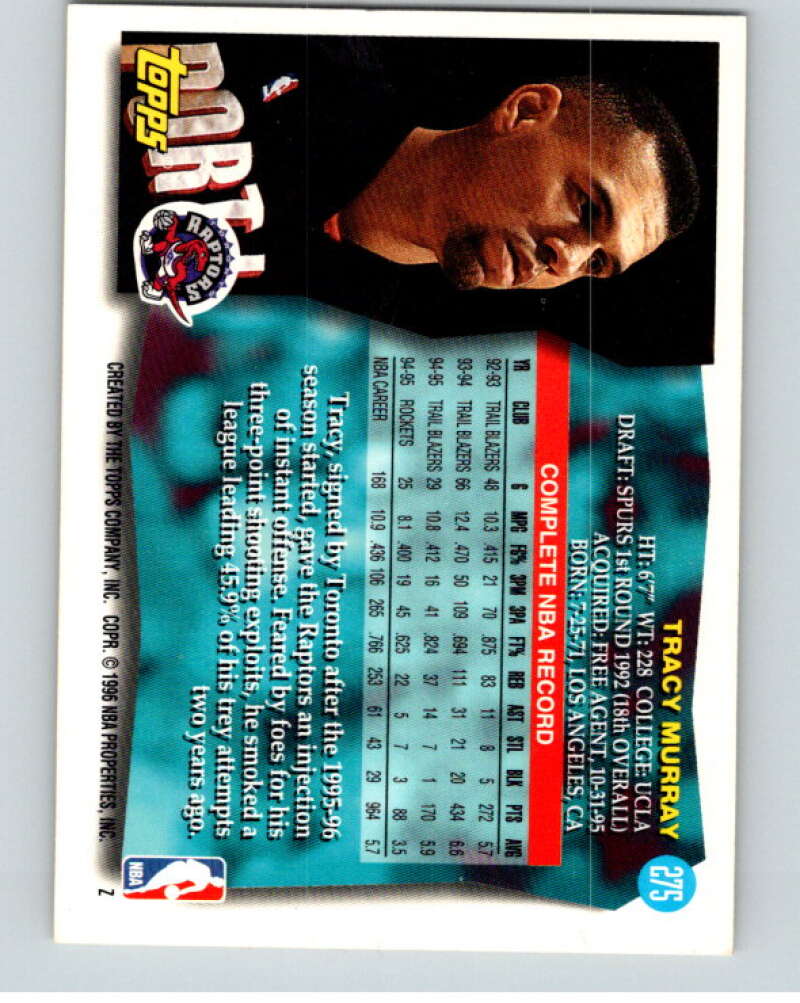 TRACY MURRAY
275
HT: 6'7" WT: 228 COLLEGE: UCLA
DRAFT: SPURS 1st ROUND 1992 (18th OVERALL)
ACQUIRED: FREE AGENT, 10-31-95
BORN: 7-25-71, LOS ANGELES, CA
COMPLETE NBA RECORD
YR CLUB G MPG FG% 3PM 3PA FT% REB AST STL BLK PTS AVG
92-93 TRAIL BLAZERS 48 10.3 .415 21 70 .875 83 11 8 5 272 5.7
93-94 TRAIL BLAZERS 66 12.4 .470 50 109 .694 111 31 21 20 434 6.6
94-95 TRAIL BLAZERS 29 10.8 .412 16 41 .824 37 14 7 1 170 5.9
94-95 ROCKETS 25 8.1 .400 19 45 .625 22 5 7 3 88 3.5
NBA CAREER 168 10.9 .436 106 265 .766 253 61 43 29 964 5.7
Tracy, signed by Toronto after the 1995-96
season started, gave the Raptors an injection
of instant offense. Feared by foes for his
three-point shooting exploits, he smoked a
league leading 45.9% of his trey attempts
two years ago.
topps
PORTL
RAPTORS
CREATED BY THE TOPPS COMPANY, INC. COPR. © 1996 NBA PROPERTIES, INC.
NBA
Z